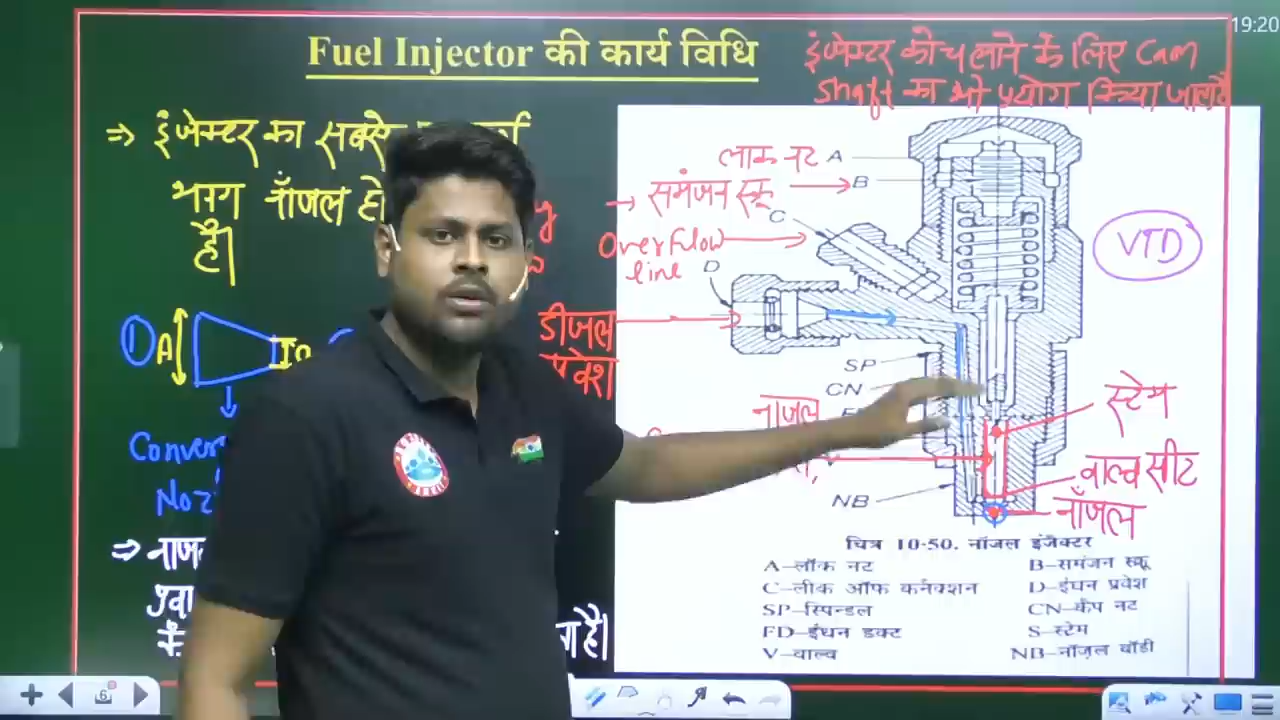 19:20
Fuel Injector की कार्य विधि
इंजेक्टर को चलाने के लिए Cam
shaft का भी प्रयोग किया जाता है
⇒ इंजेक्टर का सबसे
भाग नॉजल हो
है।
लाक नट A
→ समंजन स्क्रू → B
C
Overflow
line
D
VTD
डीजल
① A
SP
CN
नाजल
स्टेम
वाल्व सीट
नॉजल
NB
Conver
Noz
⇒ नाज
चित्र 10·50. नॉजल इंजैक्टर
A–लॉक नट
B–समंजन स्क्रू
C–लीक ऑफ कनैक्शन
D–ईंधन प्रवेश
SP–स्पिन्डल
CN–कैप नट
FD–ईंधन डक्ट
S–स्टेम
V–वाल्व
NB–नॉज़ल बॉडी
6